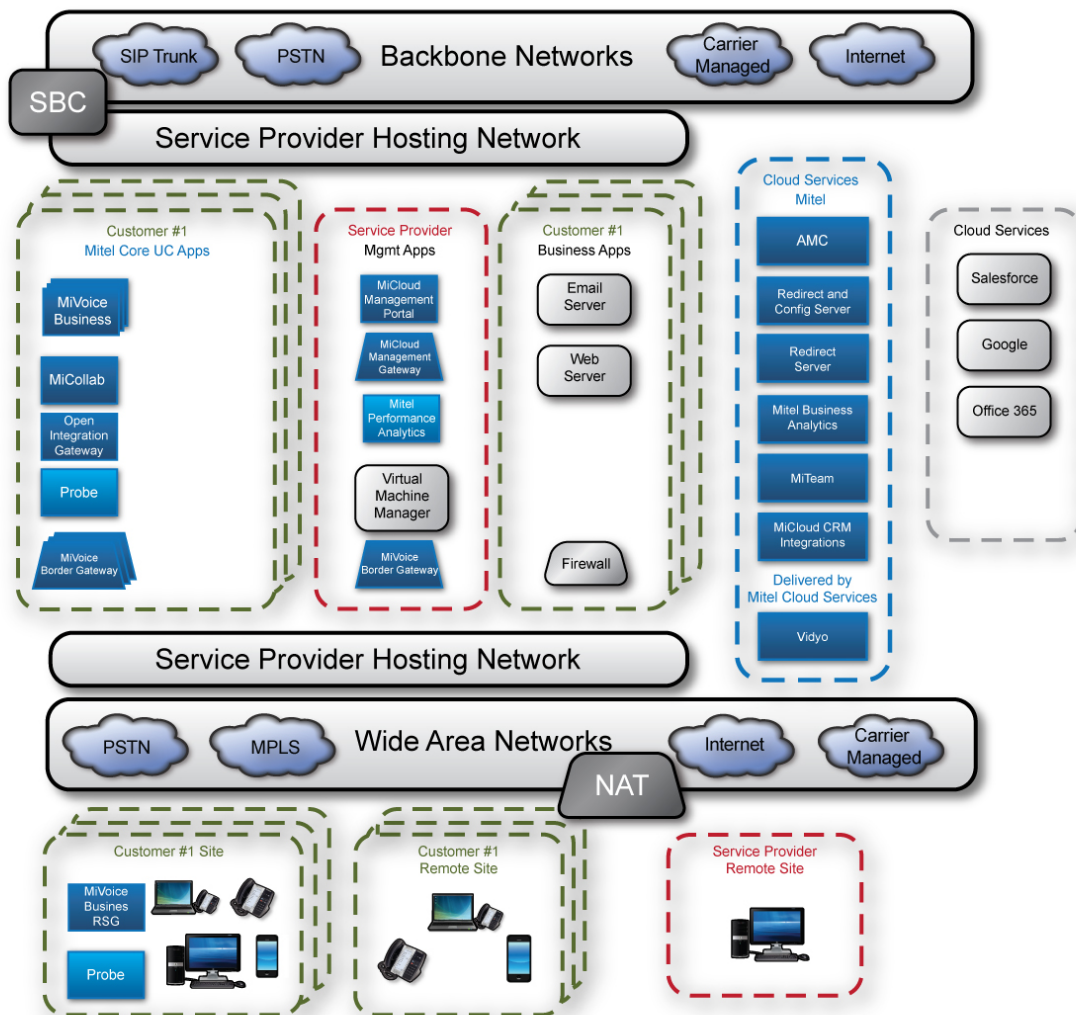 SIP Trunk
PSTN
Backbone Networks
Carrier
Managed
Internet
SBC
Service Provider Hosting Network
Customer #1
Mitel Core UC Apps
MiVoice
Business
MiCollab
Open
Integration
Gateway
Probe
MiVoice
Border Gateway
Service Provider
Mgmt Apps
MiCloud
Management
Portal
MiCloud
Management
Gateway
Mitel
Performance
Analytics
Virtual
Machine
Manager
MiVoice
Border Gateway
Customer #1
Business Apps
Email
Server
Web
Server
Firewall
Cloud Services
Mitel
AMC
Redirect and
Config Server
Redirect
Server
Mitel Business
Analytics
MiTeam
MiCloud CRM
Integrations
Delivered by
Mitel Cloud Services
Vidyo
Cloud Services
Salesforce
Google
Office 365
Service Provider Hosting Network
PSTN
MPLS
Wide Area Networks
Internet
Carrier
Managed
NAT
Customer #1 Site
MiVoice
Busines
RSG
Probe
Customer #1
Remote Site
Service Provider
Remote Site